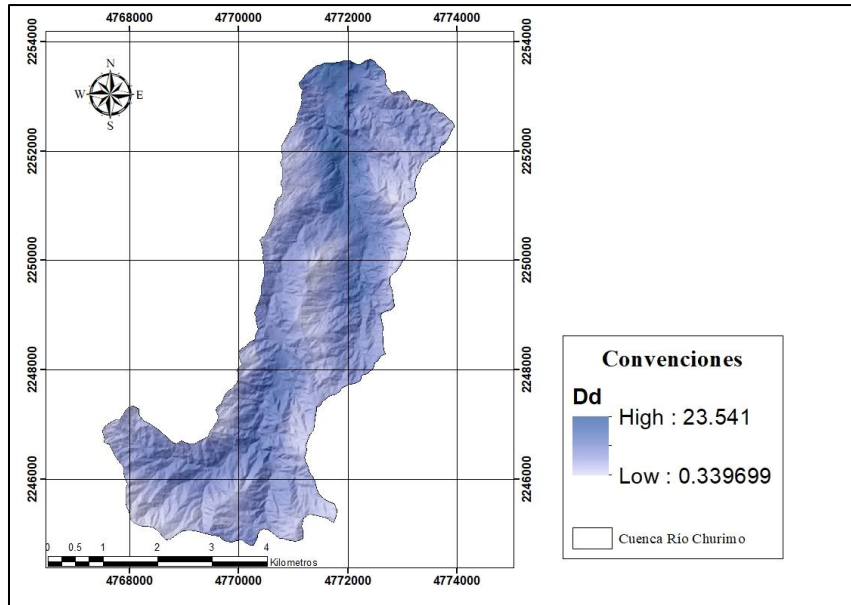 4768000 4770000 4772000 4774000
2254000 2254000
N
W E
S
2252000 2252000
2250000 2250000
2248000 2248000
2246000 2246000
0 0.5 1 2 3 4
Kilometros
4768000 4770000 4772000 4774000
Convenciones
Dd
High : 23.541
Low : 0.339699
Cuenca Río Churimo